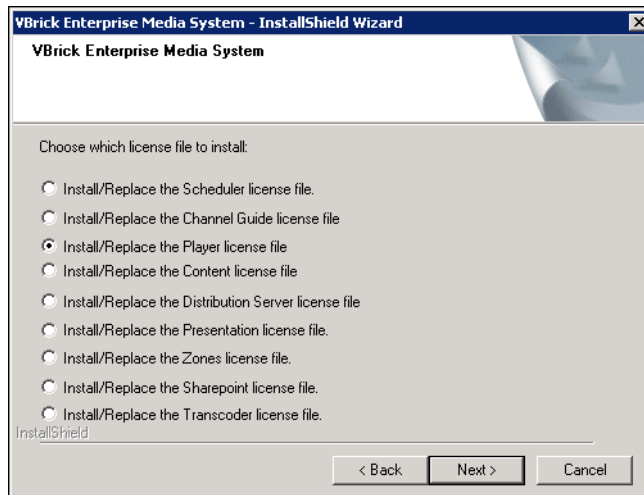 VBrick Enterprise Media System - InstallShield Wizard
VBrick Enterprise Media System
Choose which license file to install:
Install/Replace the Scheduler license file.
Install/Replace the Channel Guide license file
Install/Replace the Player license file
Install/Replace the Content license file
Install/Replace the Distribution Server license file
Install/Replace the Presentation license file.
Install/Replace the Zones license file.
Install/Replace the Sharepoint license file.
Install/Replace the Transcoder license file.
InstallShield
< Back Next > Cancel